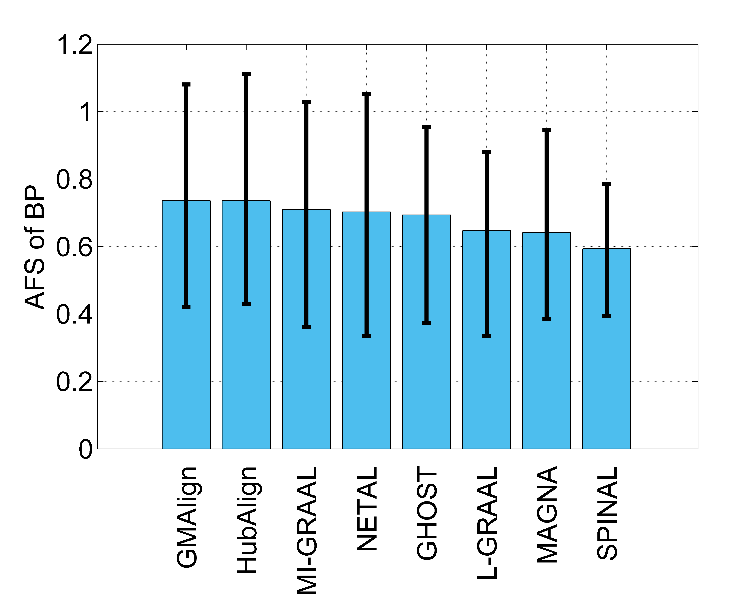 1.2
1
0.8
0.6
0.4
0.2
0
AFS of BP
GMAlign
HubAlign
MI-GRAAL
NETAL
GHOST
L-GRAAL
MAGNA
SPINAL